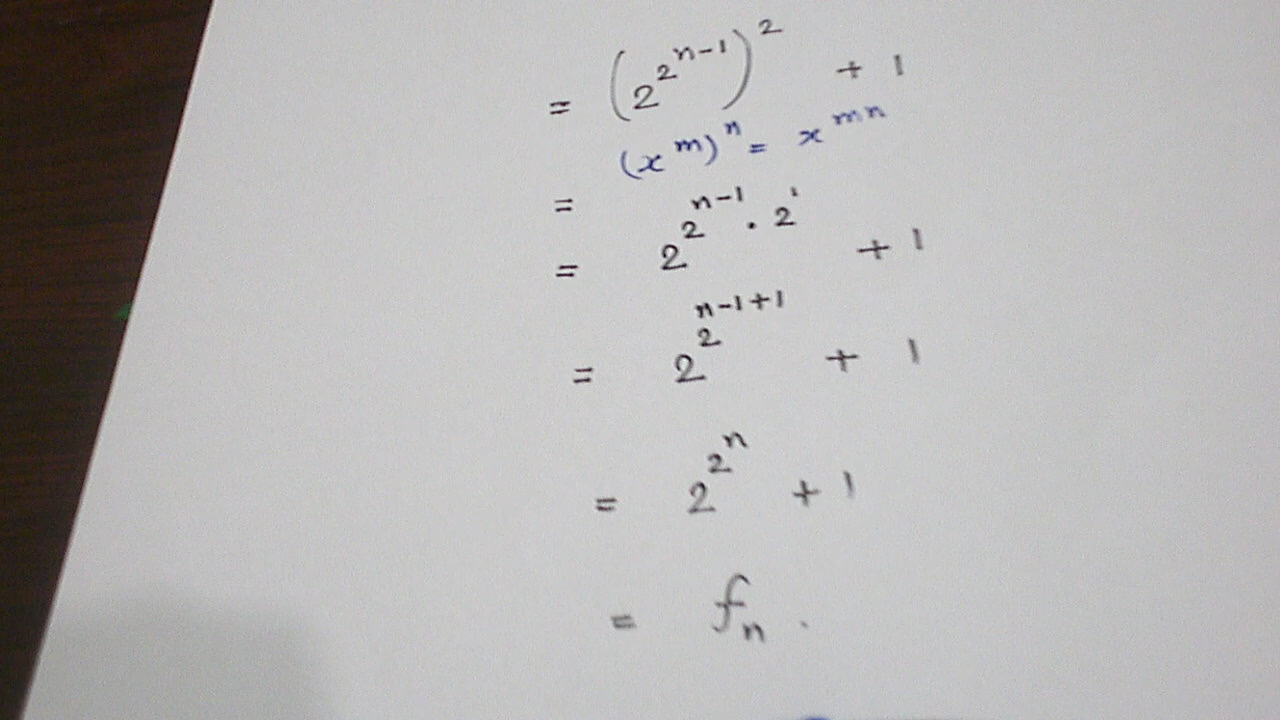 = (2^{2^{n-1}})^2 + 1
(x^m)^n = x^{mn}
=
= 2^{2^{n-1} · 2^1} + 1
= 2^{2^{n-1+1}} + 1
= 2^{2^n} + 1
= f_n .